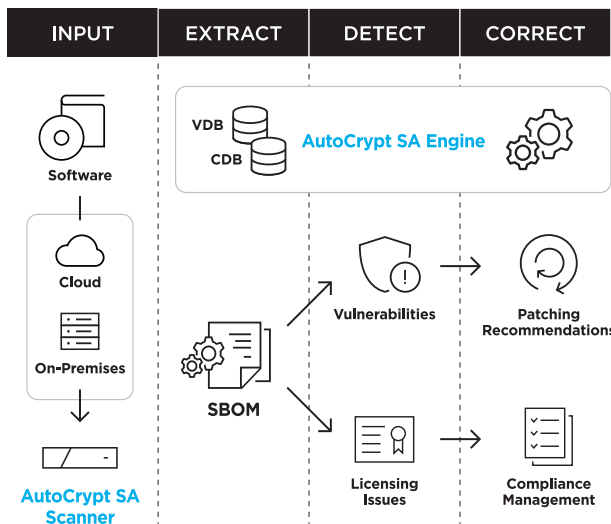 INPUT
EXTRACT
DETECT
CORRECT
VDB
CDB
AutoCrypt SA Engine
Software
Cloud
On-Premises
AutoCrypt SA
Scanner
SBOM
Vulnerabilities
Patching
Recommendations
Licensing
Issues
Compliance
Management